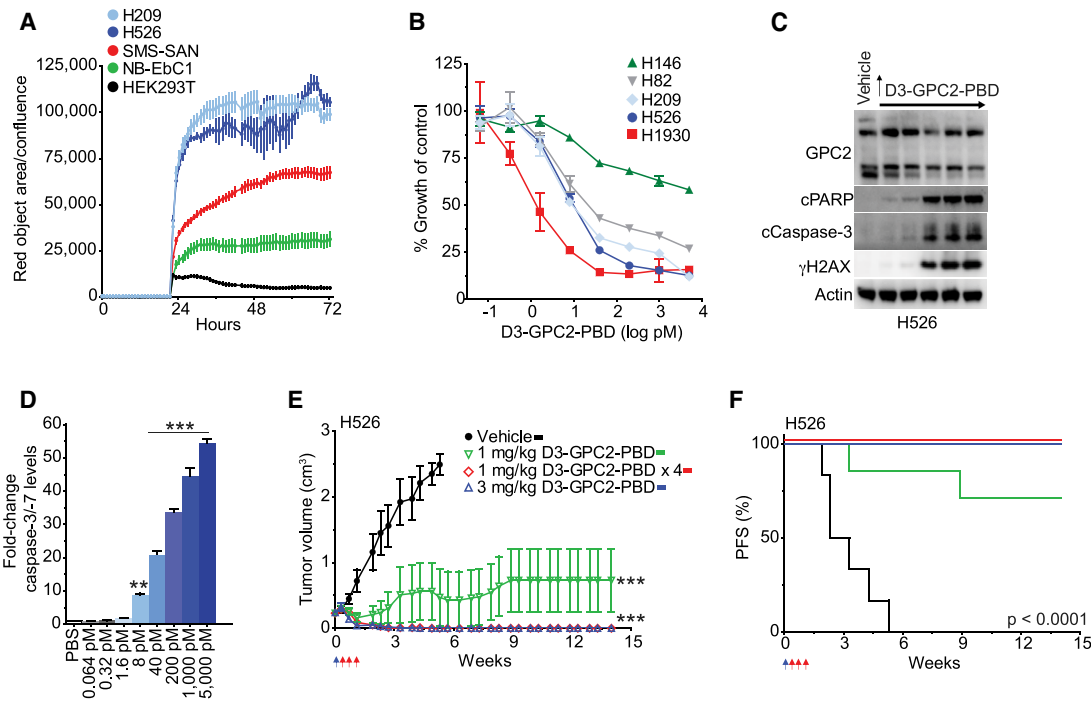 A
H209
H526
SMS-SAN
NB-EbC1
HEK293T
Red object area/confluence
125,000
100,000
75,000
50,000
25,000
0
0 24 48 72
Hours
B
% Growth of control
125
100
75
50
25
0
H146
H82
H209
H526
H1930
-1 0 1 2 3 4
D3-GPC2-PBD (log pM)
C
Vehicle
↑D3-GPC2-PBD
GPC2
cPARP
cCaspase-3
γH2AX
Actin
H526
D
Fold-change
caspase-3/-7 levels
60
50
40
30
20
10
0
**
***
PBS
0.064 pM
0.32 pM
1.6 pM
8 pM
40 pM
200 pM
1,000 pM
5,000 pM
E
H526
Tumor volume (cm³)
3
2
1
0
Vehicle
1 mg/kg D3-GPC2-PBD
1 mg/kg D3-GPC2-PBD x 4
3 mg/kg D3-GPC2-PBD
***
***
0 3 6 9 12 15
Weeks
F
H526
PFS (%)
100
50
0
p < 0.0001
0 3 6 9 12 15
Weeks